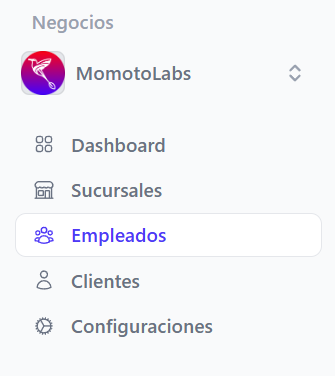 Negocios
MomotoLabs
Dashboard
Sucursales
Empleados
Clientes
Configuraciones